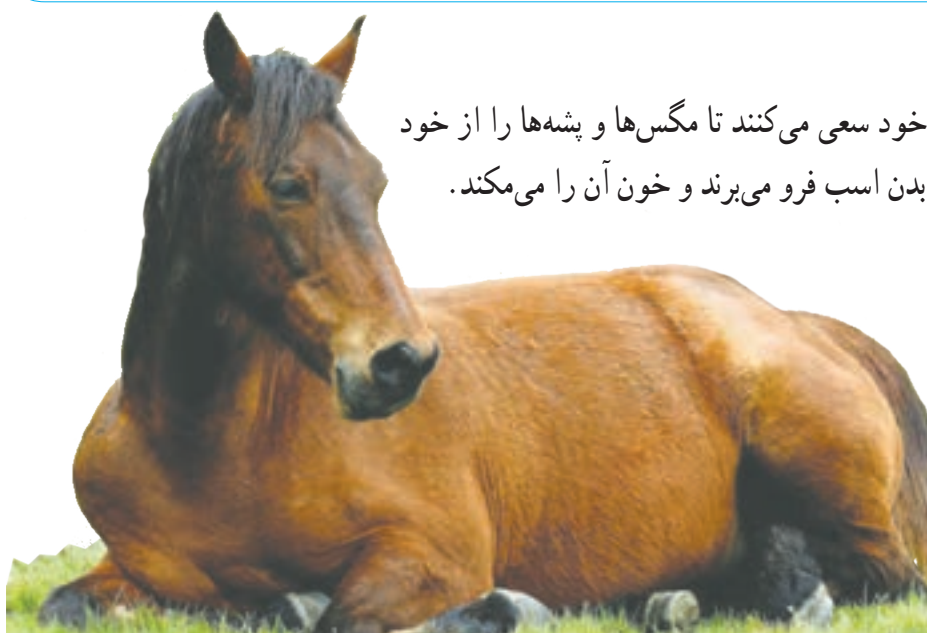 خود سعی می‌کنند تا مگس‌ها و پشه‌ها را از خود
بدن اسب فرو می‌برند و خون آن را می‌مکند.